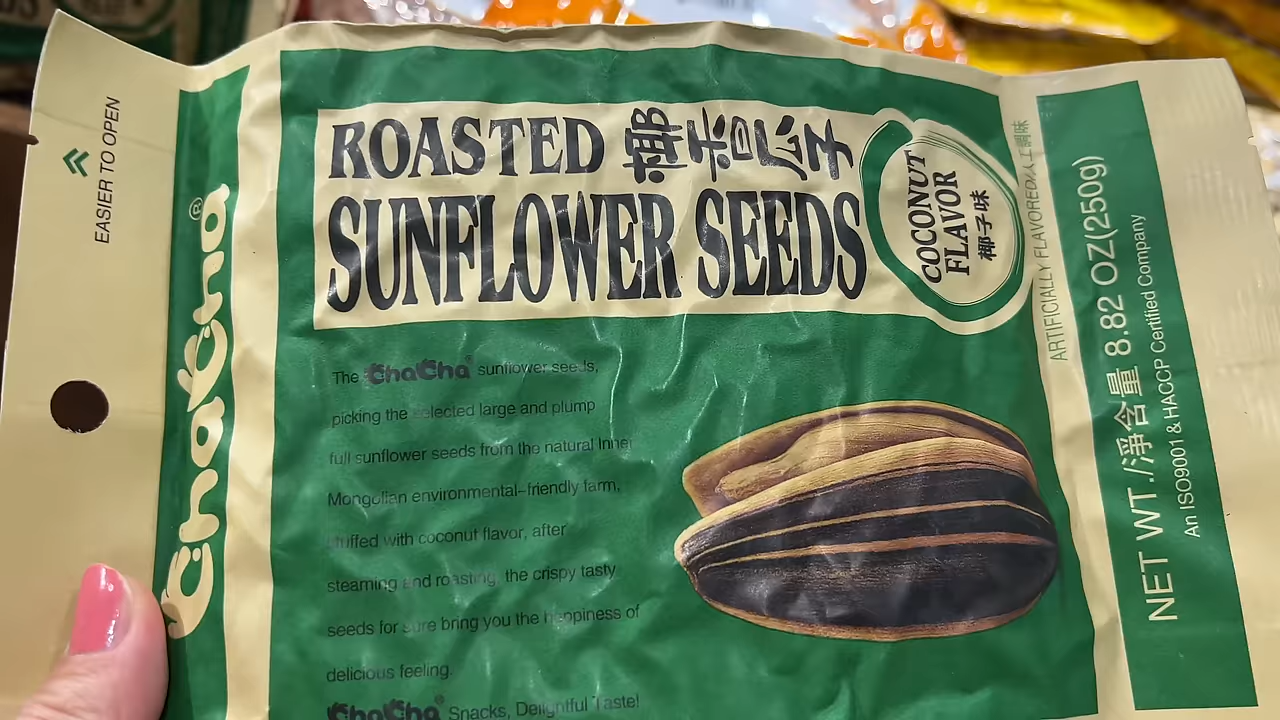 EASIER TO OPEN
ChaCha®
ROASTED 椰香瓜子
SUNFLOWER SEEDS
COCONUT
FLAVOR
椰子味
ARTIFICIALLY FLAVORED/人工調味
NET WT./淨含量 8.82 OZ(250g)
An ISO9001 & HACCP Certified Company
The ChaCha® sunflower seeds,
picking the selected large and plump
full sunflower seeds from the natural Inner
Mongolian environmental-friendly farm,
stuffed with coconut flavor, after
steaming and roasting, the crispy tasty
seeds for sure bring you the happiness of
delicious feeling.
ChaCha® Snacks, Delightful Taste!